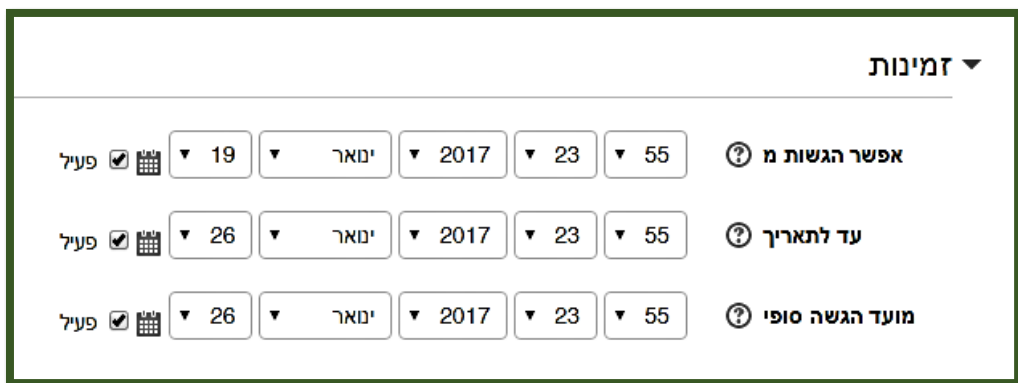 זמינות
אפשר הגשות מ 55 23 2017 ינואר 19 פעיל
עד לתאריך 55 23 2017 ינואר 26 פעיל
מועד הגשה סופי 55 23 2017 ינואר 26 פעיל